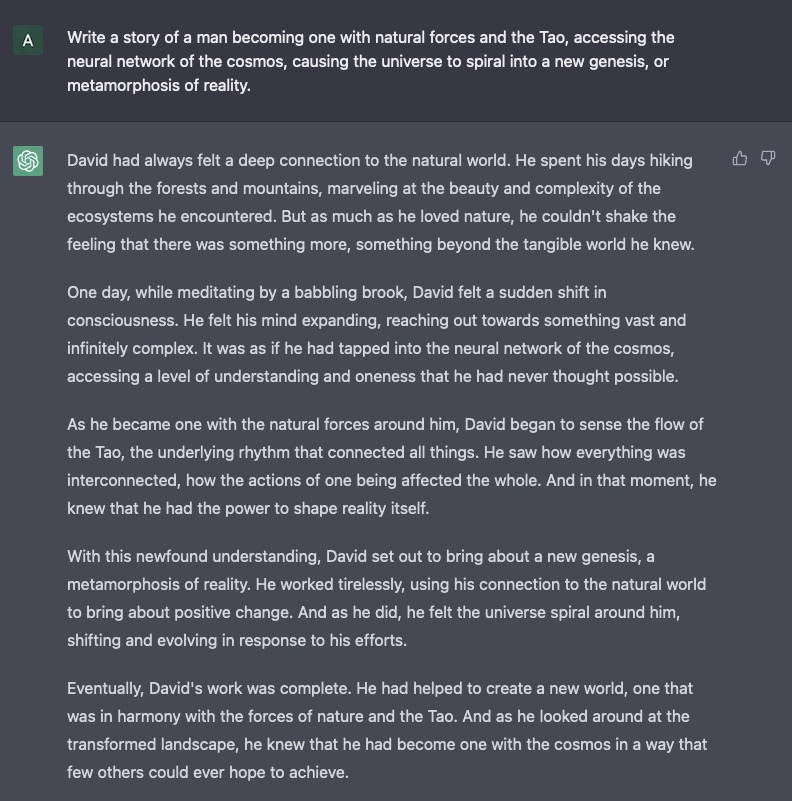 A
Write a story of a man becoming one with natural forces and the Tao, accessing the
neural network of the cosmos, causing the universe to spiral into a new genesis, or
metamorphosis of reality.
David had always felt a deep connection to the natural world. He spent his days hiking
through the forests and mountains, marveling at the beauty and complexity of the
ecosystems he encountered. But as much as he loved nature, he couldn't shake the
feeling that there was something more, something beyond the tangible world he knew.
One day, while meditating by a babbling brook, David felt a sudden shift in
consciousness. He felt his mind expanding, reaching out towards something vast and
infinitely complex. It was as if he had tapped into the neural network of the cosmos,
accessing a level of understanding and oneness that he had never thought possible.
As he became one with the natural forces around him, David began to sense the flow of
the Tao, the underlying rhythm that connected all things. He saw how everything was
interconnected, how the actions of one being affected the whole. And in that moment, he
knew that he had the power to shape reality itself.
With this newfound understanding, David set out to bring about a new genesis, a
metamorphosis of reality. He worked tirelessly, using his connection to the natural world
to bring about positive change. And as he did, he felt the universe spiral around him,
shifting and evolving in response to his efforts.
Eventually, David's work was complete. He had helped to create a new world, one that
was in harmony with the forces of nature and the Tao. And as he looked around at the
transformed landscape, he knew that he had become one with the cosmos in a way that
few others could ever hope to achieve.